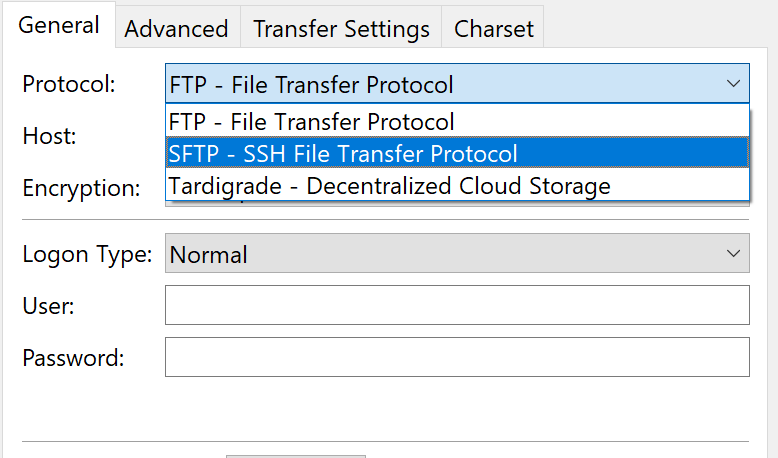 General Advanced Transfer Settings Charset
Protocol: FTP - File Transfer Protocol
FTP - File Transfer Protocol
Host:
SFTP - SSH File Transfer Protocol
Encryption: Tardigrade - Decentralized Cloud Storage
Logon Type: Normal
User:
Password: